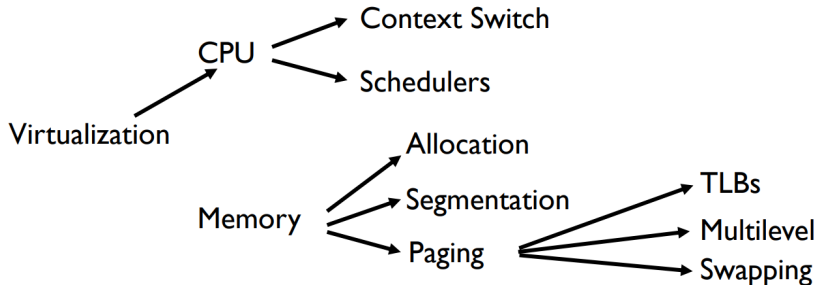 Context Switch
CPU
Schedulers
Virtualization
Allocation
TLBs
Segmentation
Memory
Multilevel
Paging
Swapping